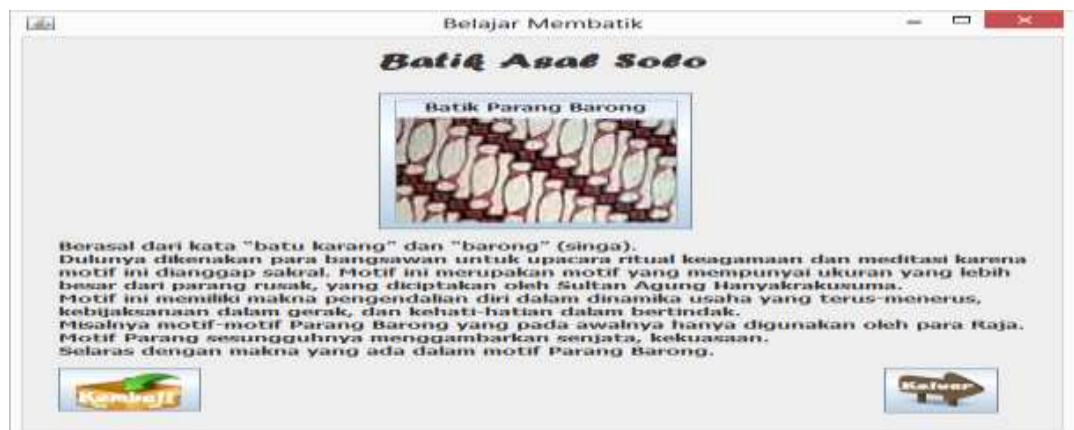 Belajar Membatik
Batik Asal Solo
Batik Parang Barong
Berasal dari kata "batu karang" dan "barong" (singa).
Dulunya dikenakan para bangsawan untuk upacara ritual keagamaan dan meditasi karena
motif ini dianggap sakral. Motif ini merupakan motif yang mempunyai ukuran yang lebih
besar dari parang rusak, yang diciptakan oleh Sultan Agung Hanyakrakusuma.
Motif ini memiliki makna pengendalian diri dalam dinamika usaha yang terus-menerus,
kebijaksanaan dalam gerak, dan kehati-hatian dalam bertindak.
Misalnya motif-motif Parang Barong yang pada awalnya hanya digunakan oleh para Raja.
Motif Parang sesungguhnya menggambarkan senjata, kekuasaan.
Selaras dengan makna yang ada dalam motif Parang Barong.
Kembali
Keluar